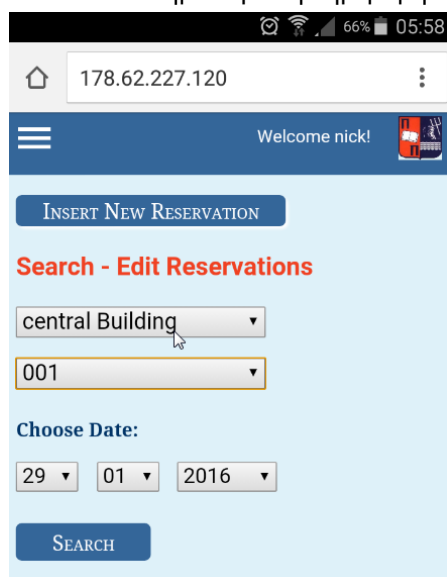 66% 05:58
178.62.227.120
Welcome nick!
Insert New Reservation
Search - Edit Reservations
central Building
001
Choose Date:
29 01 2016
Search